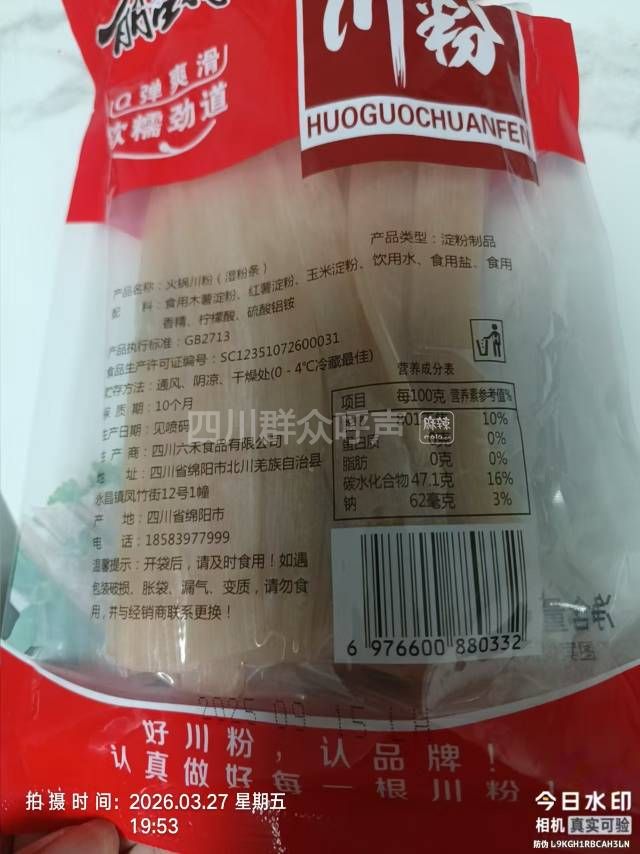 川粉
Q弹爽滑
软糯劲道
HUOGUOCHUANFEN
产品类型：淀粉制品
产品名称：火锅川粉（湿粉条）
配 料：食用木薯淀粉、红薯淀粉、玉米淀粉、饮用水、食用盐、食用
香精、柠檬酸、硫酸铝铵
产品执行标准：GB2713
食品生产许可证编号：SC12351072600031
贮存方法：通风、阴凉、干燥处(0－4℃冷藏最佳)
保 质 期：10个月
生产日期：见喷码
生 产 商：四川六禾食品有限公司
地 址：四川省绵阳市北川羌族自治县
永昌镇凤竹街12号1幢
产 地：四川省绵阳市
电 话：18583977999
温馨提示：开袋后，请及时食用！如遇
包装破损、胀袋、漏气、变质，请勿食
用，并与经销商联系更换！
营养成分表
项目 每100克 营养素参考值%
10%
蛋白质 0%
脂肪 0克 0%
碳水化合物 47.1克 16%
钠 62毫克 3%
四川群众呼声
麻辣
mala.cn
6 976600 880332
2025 09 15
好川粉，认品牌！
认真做好每一根川粉！
拍摄时间：2026.03.27 星期五
19:53
今日水印
相机 真实可验
防伪 L9KGH1RBCAH3LN